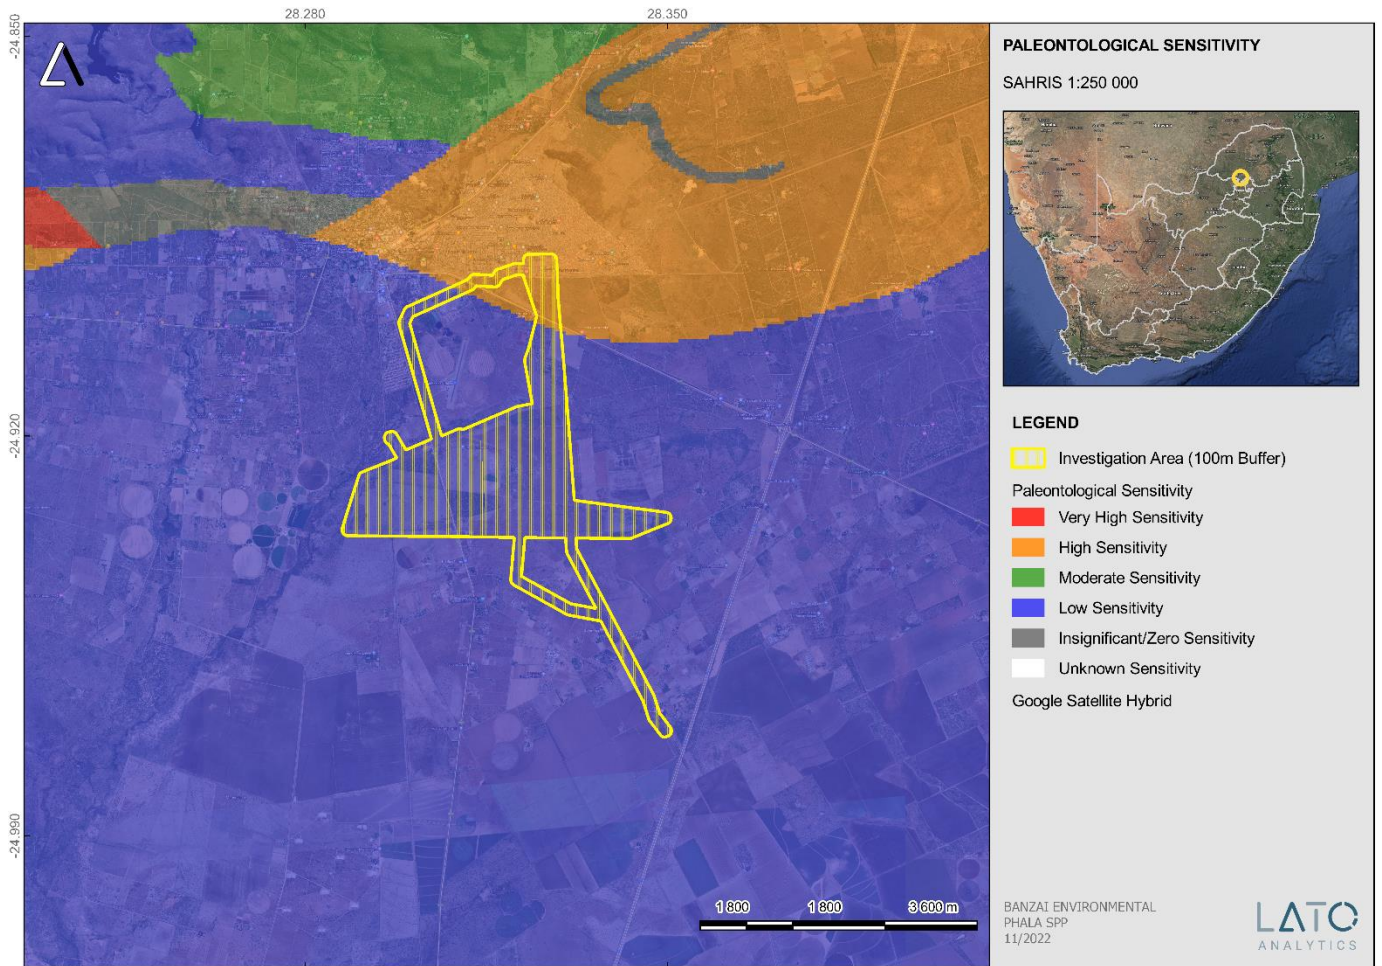 28.280
28.350
-24.850
-24.920
-24.990
1 800
1 800
3 600 m
PALEONTOLOGICAL SENSITIVITY
SAHRIS 1:250 000
LEGEND
Investigation Area (100m Buffer)
Paleontological Sensitivity
Very High Sensitivity
High Sensitivity
Moderate Sensitivity
Low Sensitivity
Insignificant/Zero Sensitivity
Unknown Sensitivity
Google Satellite Hybrid
BANZAI ENVIRONMENTAL
PHALA SPP
11/2022
LATO
ANALYTICS